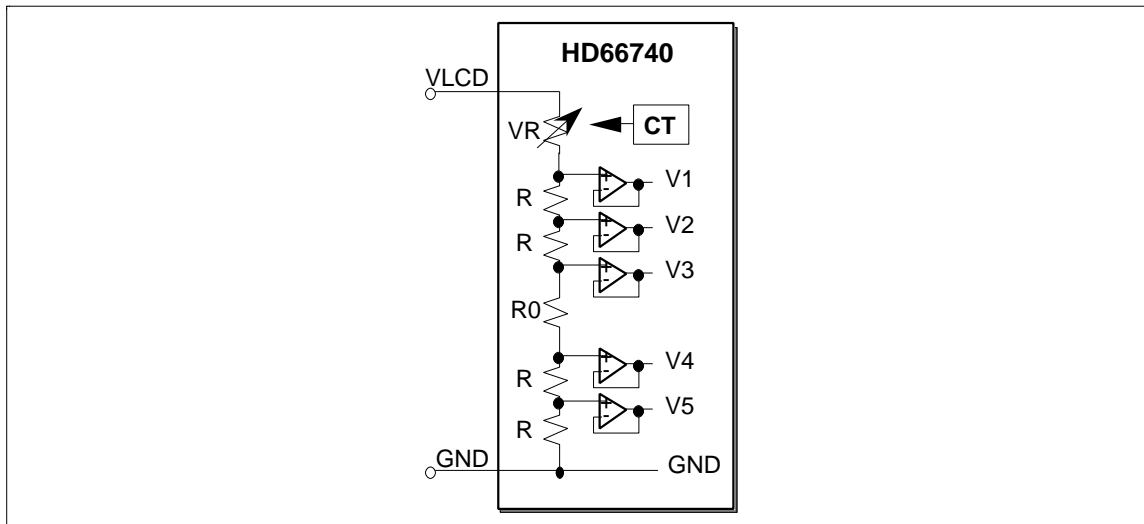 HD66740
VLCD
VR
CT
+
-
V1
R
+
-
V2
R
+
-
V3
R0
+
-
V4
R
+
-
V5
R
GND
GND